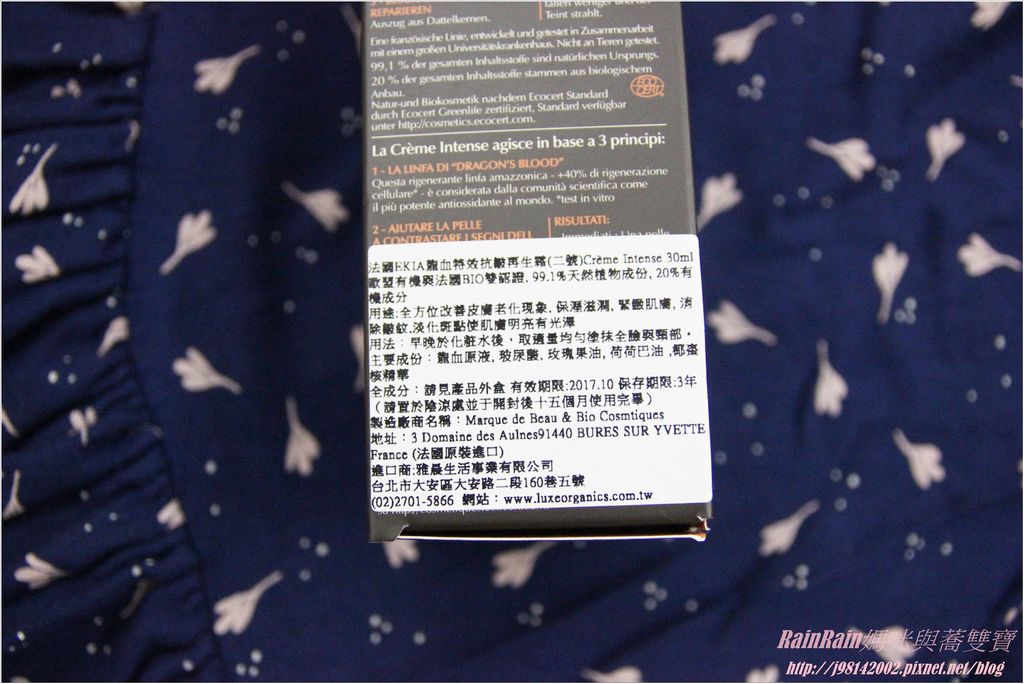 REPARIEREN
Auszug aus Dattelkernen.
Teint strahlt.
Eine französische Linie, entwickelt und getestet in Zusammenarbeit
mit einem großen Universitätskrankenhaus. Nicht an Tieren getestet.
99,1 % der gesamten Inhaltsstoffe sind natürlichen Ursprungs.
20 % der gesamten Inhaltsstoffe stammen aus biologischem
Anbau.
Natur-und Biokosmetik nachdem Ecocert Standard
durch Ecocert Greenlife zertifiziert, Standard verfügbar
unter http://cosmetics.ecocert.com.
ECO
CERT
La Crème Intense agisce in base a 3 principi:
1 - LA LINFA DI "DRAGON'S BLOOD"
Questa rigenerante linfa amazzonica - +40% di rigenerazione
cellulare* - è considerata dalla comunità scientifica come
il più potente antiossidante al mondo. *test in vitro
2 - AIUTARE LA PELLE
A CONTRASTARE I SEGNI DELL
RISULTATI:
Immediati : Una pelle
法國EKIA龍血特效抗皺再生霜(二號)Crème Intense 30ml
歐盟有機與法國BIO雙認證, 99.1%天然植物成份, 20%有
機成分
用途:全方位改善皮膚老化現象, 保溼滋潤, 緊緻肌膚, 消
除皺紋,淡化斑點使肌膚明亮有光澤
用法：早晚於化粧水後，取適量均勻塗抹全臉與頸部。
主要成份：龍血原液, 玻尿酸, 玫瑰果油, 荷荷巴油 ,椰棗
核精華
全成分：請見產品外盒 有效期限:2017.10 保存期限:3年
（請置於陰涼處並于開封後十五個月使用完畢）
製造廠商名稱：Marque de Beau & Bio Cosmtiques
地址：3 Domaine des Aulnes91440 BURES SUR YVETTE
France (法國原裝進口)
進口商:雅晨生活事業有限公司
台北市大安區大安路二段160巷五號
(02)2701-5866 網站：www.luxeorganics.com.tw
RainRain媽咪與蕎雙寶
http://j98142002.pixnet.net/blog